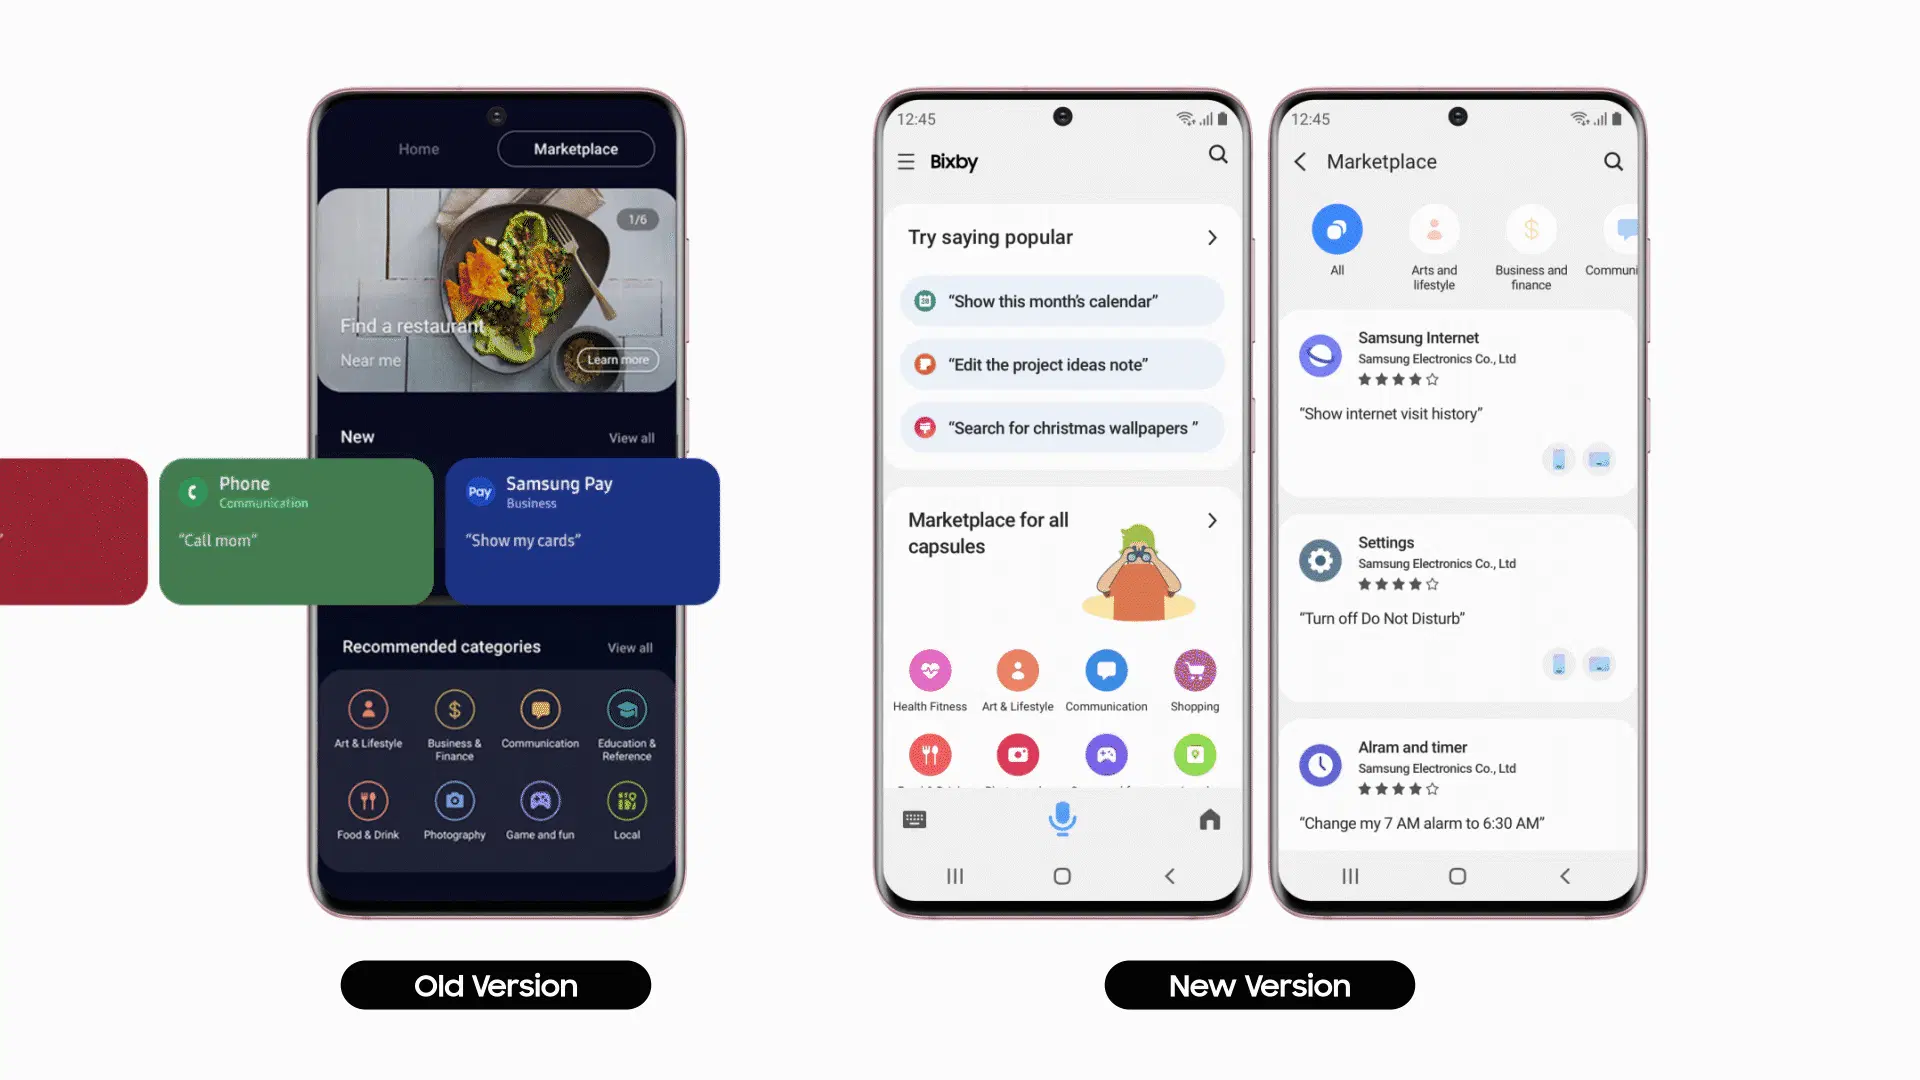 Home
Marketplace
1/6
Find a restaurant
Near me
Learn more
New
View all
Phone
Communication
"Call mom"
Pay
Samsung Pay
Business
"Show my cards"
Recommended categories
View all
Art & Lifestyle
Business &
Finance
Communication
Education &
Reference
Food & Drink
Photography
Game and fun
Local
Old Version
12:45
Bixby
Try saying popular
“Show this month's calendar”
“Edit the project ideas note”
“Search for christmas wallpapers ”
Marketplace for all
capsules
Health Fitness
Art & Lifestyle
Communication
Shopping
12:45
Marketplace
All
Arts and
lifestyle
Business and
finance
Communi
Samsung Internet
Samsung Electronics Co., Ltd
“Show internet visit history”
Settings
Samsung Electronics Co., Ltd
“Turn off Do Not Disturb”
Alram and timer
Samsung Electronics Co., Ltd
“Change my 7 AM alarm to 6:30 AM”
New Version